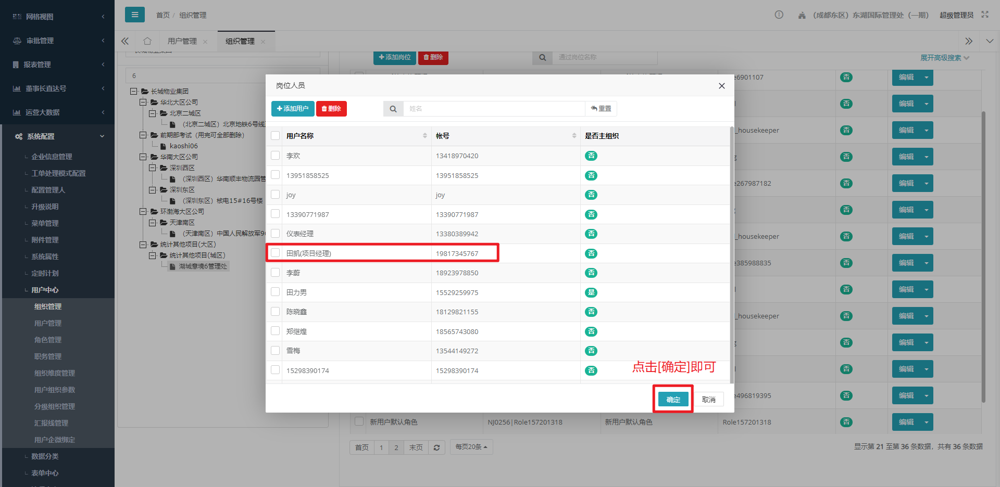 网格视图
审批管理
报表管理
董事长直达号
运营大数据
系统配置
企业信息管理
工单处理模式配置
配置管理人
升级说明
菜单管理
附件管理
系统属性
定时计划
用户中心
组织管理
用户管理
角色管理
职务管理
组织维度管理
用户组织参数
分级组织管理
汇报线管理
用户企微绑定
数据分类
表单中心
首页 / 组织管理
(成都东区) 东湖国际管理处 (一期) 超级管理员
用户管理 ×
组织管理 ×
6
长城物业集团
华北大区公司
北京二城区
(北京二城区) 北京地铁6号线
前期部考试 (用完可全部删除)
kaoshi06
华南大区公司
深圳西区
(深圳西区) 华南顺丰物流园
深圳东区
(深圳东区) 核电15#16号楼
环渤海大区公司
天津南区
(天津南区) 中国人民解放军
统计其他项目(大区)
统计其他项目(城区)
湖城意境6管理处
添加岗位 删除 通过岗位名称 展开高级搜索
岗位人员 ×
添加用户 删除 姓名 重置
用户名称 帐号 是否主组织
李欢 13418970420 否
13951858525 13951858525 否
joy joy 否
13390771987 13390771987 否
仪表经理 13380389942 否
田凯(项目经理) 19817345767 否
李蔚 18923978850 否
田力男 15529259975 是
陈晓鑫 18129821155 否
郑继煌 18565743080 否
雪梅 13544149272 否
15298390174 15298390174 否
点击[确定]即可
确定 取消
e6901107 否 编辑
否 编辑
_housekeeper 否 编辑
否 编辑
e267987182 否 编辑
否 编辑
_housekeeper 否 编辑
e385988835 否 编辑
否 编辑
_housekeeper 否 编辑
否 编辑
否 编辑
e496819395 否 编辑
新用户默认角色 NJ0256|Role157201318 新用户默认角色 Role157201318 否 编辑
首页 1 2 末页 每页20条
显示第 21 至第 36 条数据，共有 36 条数据